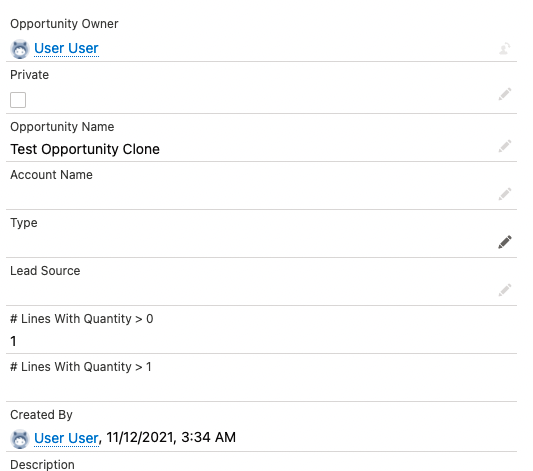 Opportunity Owner
User User
Private
Opportunity Name
Test Opportunity Clone
Account Name
Type
Lead Source
# Lines With Quantity > 0
1
# Lines With Quantity > 1
Created By
User User, 11/12/2021, 3:34 AM
Description